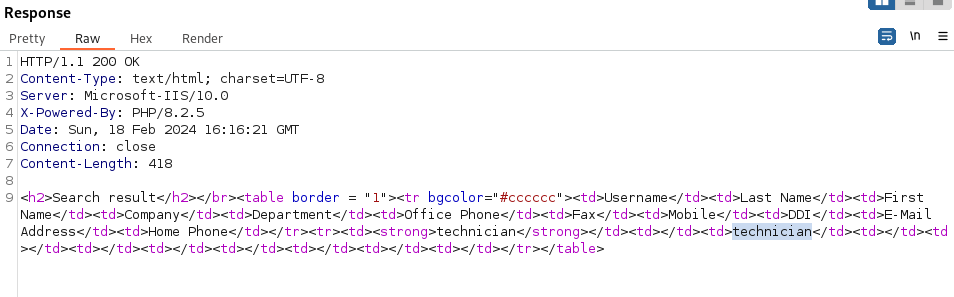 Response
Pretty Raw Hex Render \n
1 HTTP/1.1 200 OK
2 Content-Type: text/html; charset=UTF-8
3 Server: Microsoft-IIS/10.0
4 X-Powered-By: PHP/8.2.5
5 Date: Sun, 18 Feb 2024 16:16:21 GMT
6 Connection: close
7 Content-Length: 418
8
9 <h2>Search result</h2></br><table border = "1"><tr bgcolor="#cccccc"><td>Username</td><td>Last Name</td><td>First
Name</td><td>Company</td><td>Department</td><td>Office Phone</td><td>Fax</td><td>Mobile</td><td>DDI</td><td>E-Mail
Address</td><td>Home Phone</td></tr><tr><td><strong>technician</strong></td><td></td><td>technician</td><td></td><td
></td><td></td><td></td><td></td><td></td><td></td><td></td></tr></table>